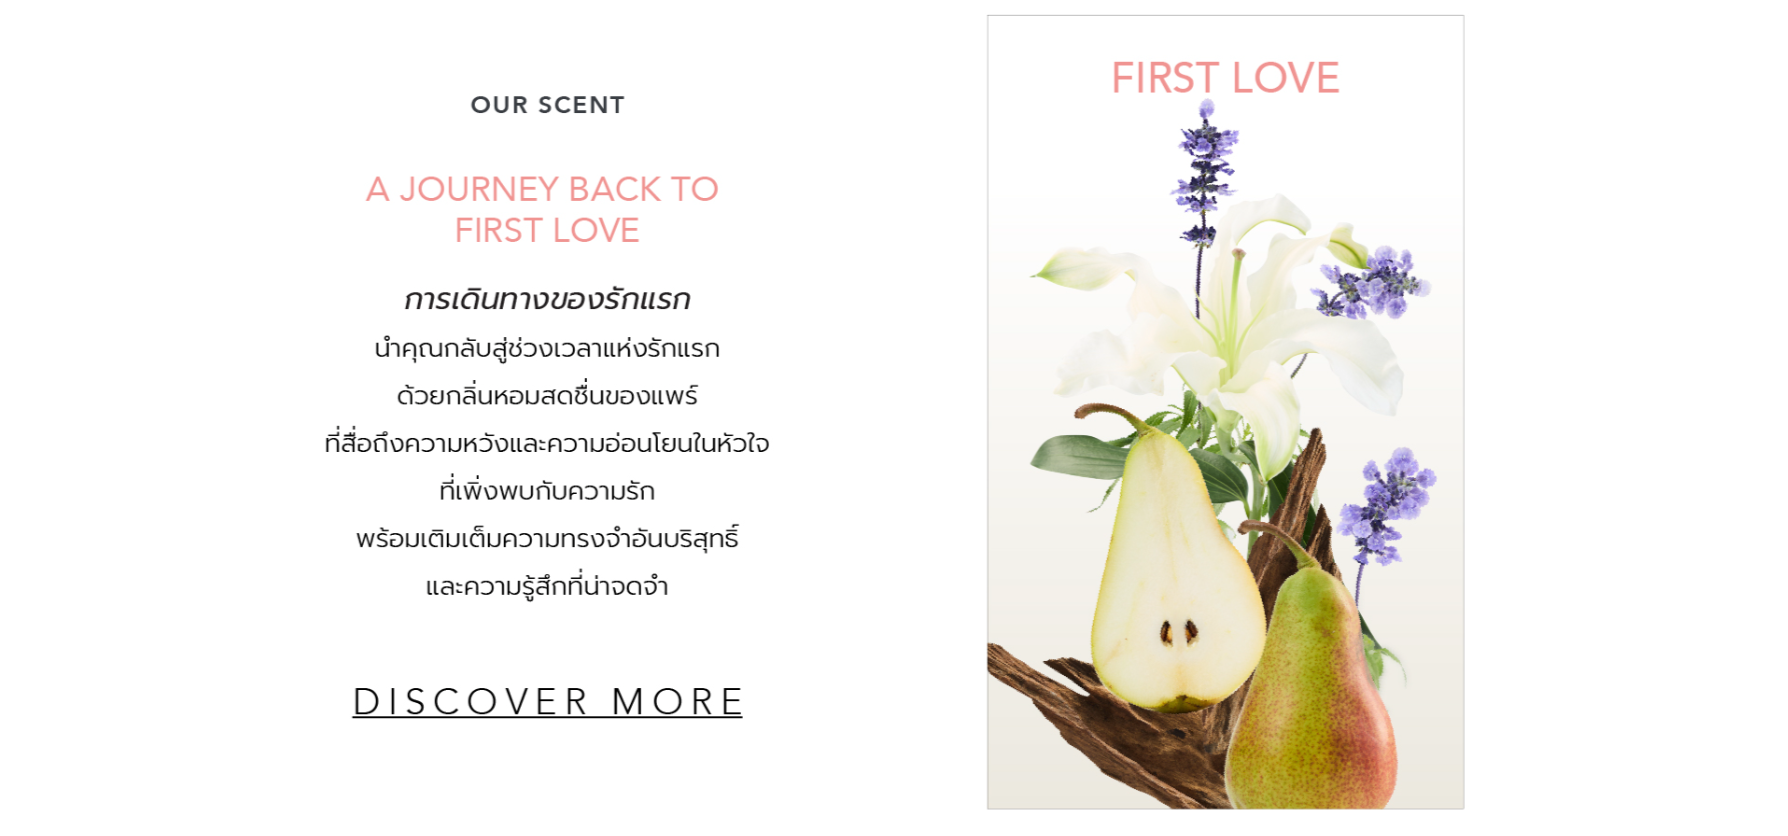 OUR SCENT
A JOURNEY BACK TO
FIRST LOVE
การเดินทางของรักแรก
นำคุณกลับสู่ช่วงเวลาแห่งรักแรก
ด้วยกลิ่นหอมสดชื่นของแพร์
ที่สื่อถึงความหวังและความอ่อนโยนในหัวใจ
ที่เพิ่งพบกับความรัก
พร้อมเติมเต็มความทรงจำอันบริสุทธิ์
และความรู้สึกที่น่าจดจำ
DISCOVER MORE
FIRST LOVE